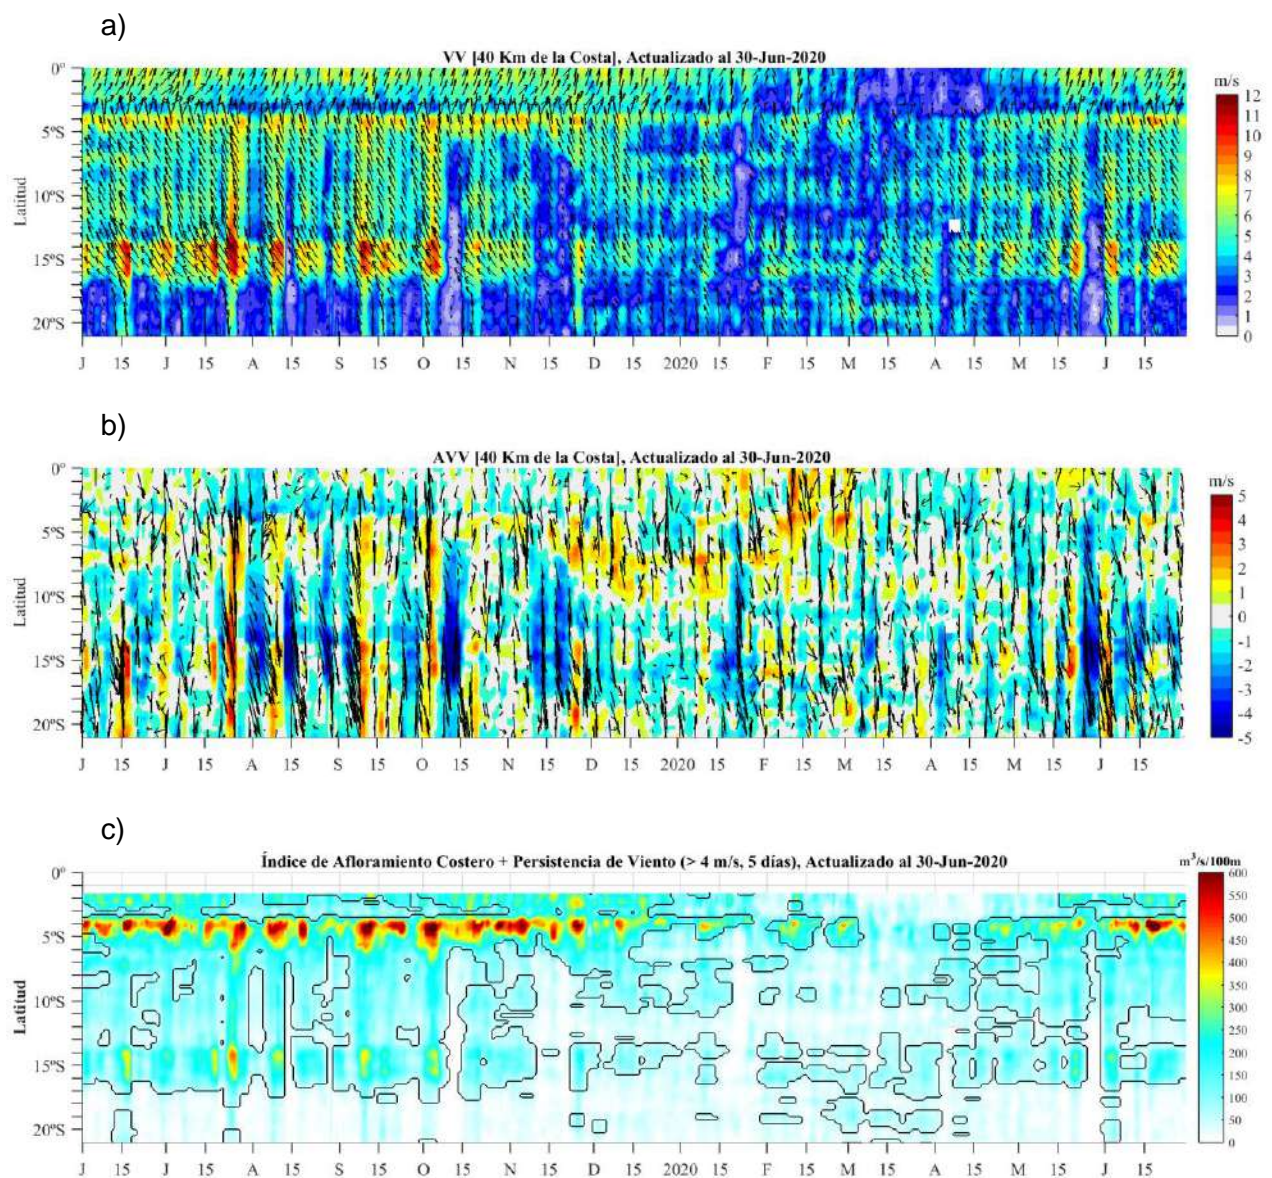 a)
VV [40 Km de la Costa], Actualizado al 30-Jun-2020
m/s
0°
5°S
10°S
15°S
20°S
Latitud
12
11
10
9
8
7
6
5
4
3
2
1
0
J 15 J 15 A 15 S 15 O 15 N 15 D 15 2020 15 F 15 M 15 A 15 M 15 J 15
b)
AVV [40 Km de la Costa], Actualizado al 30-Jun-2020
m/s
0°
5°S
10°S
15°S
20°S
Latitud
5
4
3
2
1
0
-1
-2
-3
-4
-5
J 15 J 15 A 15 S 15 O 15 N 15 D 15 2020 15 F 15 M 15 A 15 M 15 J 15
c)
Índice de Afloramiento Costero + Persistencia de Viento (> 4 m/s, 5 días), Actualizado al 30-Jun-2020
m³/s/100m
0°
5°S
10°S
15°S
20°S
Latitud
600
550
500
450
400
350
300
250
200
150
100
50
0
J 15 J 15 A 15 S 15 O 15 N 15 D 15 2020 15 F 15 M 15 A 15 M 15 J 15